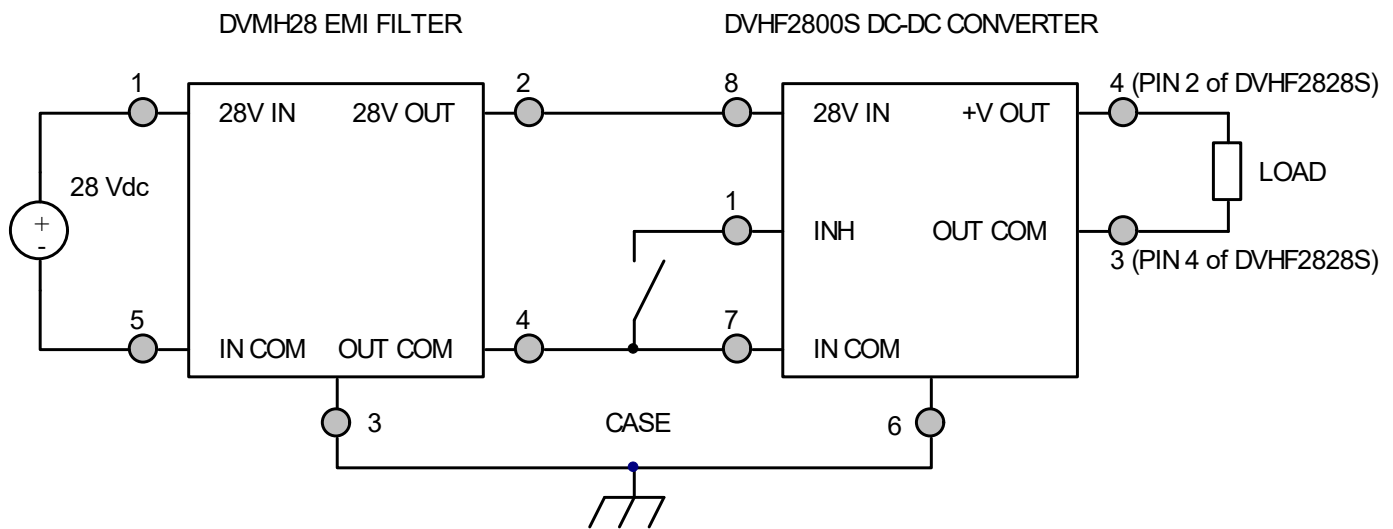 DVMH28 EMI FILTER
DVHF2800S DC-DC CONVERTER
1
2
8
4 (PIN 2 of DVHF2828S)
28V IN
28V OUT
28V IN
+V OUT
28 Vdc
+
-
1
LOAD
INH
OUT COM
3 (PIN 4 of DVHF2828S)
5
4
7
IN COM
OUT COM
IN COM
3
CASE
6